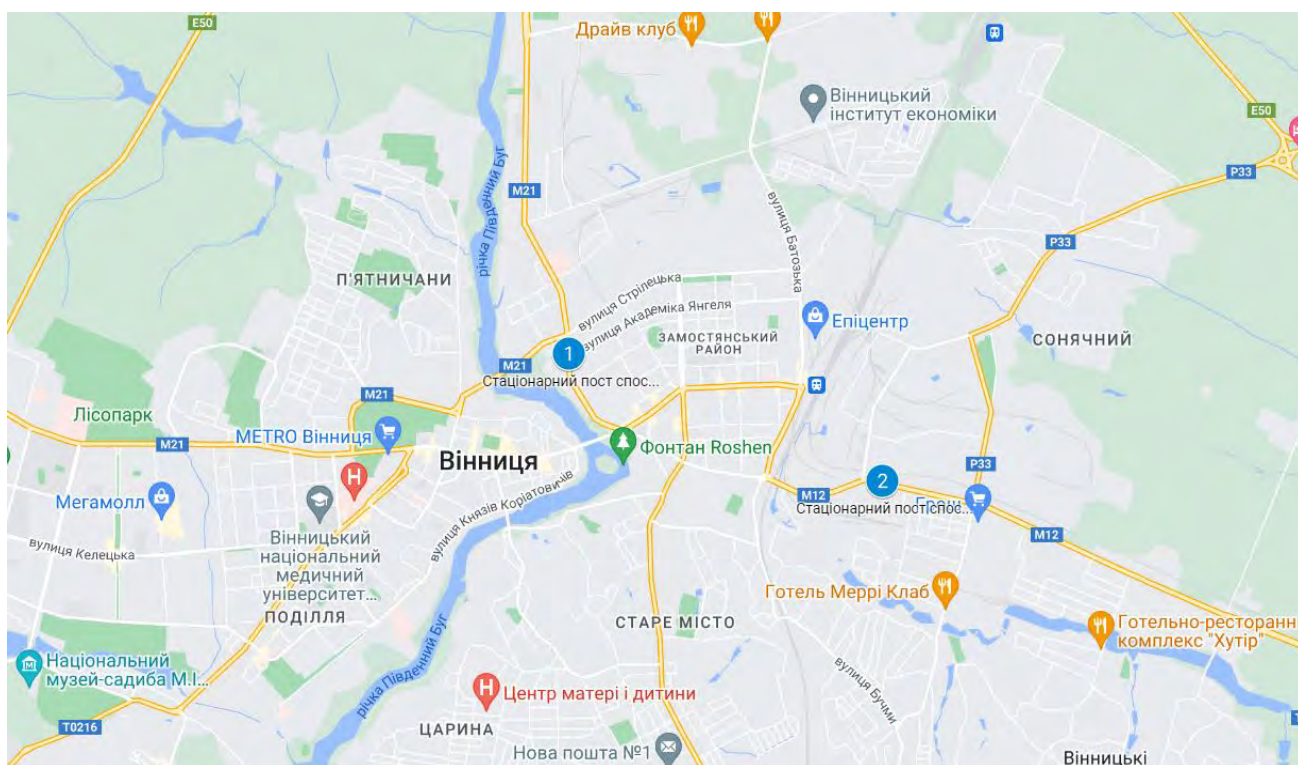 E50
Драйв клуб
Вінницький
інститут економіки
E50
P33
M21
річка Південний Буг
вулиця Батозька
P33
П'ЯТНИЧАНИ
вулиця Стрілецька
вулиця Академіка Янгеля
Епіцентр
ЗАМОСТЯНСЬКИЙ
РАЙОН
СОНЯЧНИЙ
1
M21
Стаціонарний пост спос...
M21
Лісопарк
METRO Вінниця
M21
Вінниця
Фонтан Roshen
H
P33
2
M12
Стаціонарний пост спос...
Мегамолл
вулиця Князів Коріатовичів
M12
вулиця Келецька
Вінницький
національний
медичний
університет...
ПОДІЛЛЯ
Готель Меррі Клаб
СТАРЕ МІСТО
Готельно-ресторанн
комплекс "Хутір"
Національний
музей-садиба М.І...
річка Південний Буг
вулиця Бучми
H
Центр матері і дитини
T0216
ЦАРИНА
Нова пошта №1
Вінницькі